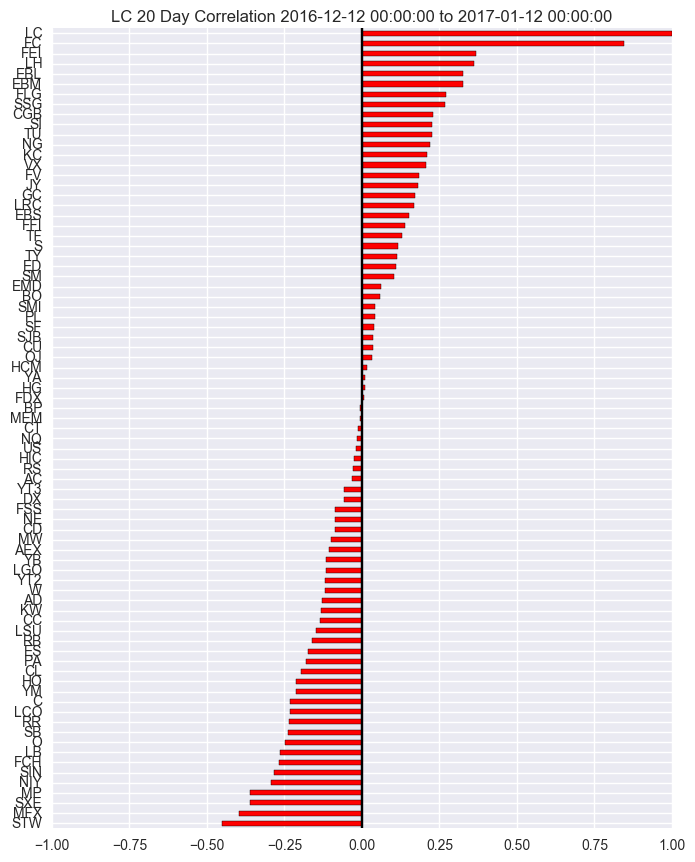 LC 20 Day Correlation 2016-12-12 00:00:00 to 2017-01-12 00:00:00
LC
FC
FEI
LH
EBL
EBM
FLG
SSG
CGB
SI
TU
NG
KC
VX
FV
JY
GC
LRC
EBS
FFI
TF
S
TY
ED
SM
EMD
BO
SMI
PL
SF
SJB
CU
OJ
HCM
YA
HG
FDX
BP
MEM
CT
NQ
US
HIC
RS
AC
YT3
DX
FSS
NE
CD
MW
AEX
YB
LGO
YT2
W
AD
KW
CC
LSU
RB
ES
PA
CL
HO
YM
C
LCO
RR
SB
O
LB
FCH
SIN
NIY
MP
SXE
MFX
STW
−1.00 −0.75 −0.50 −0.25 0.00 0.25 0.50 0.75 1.00